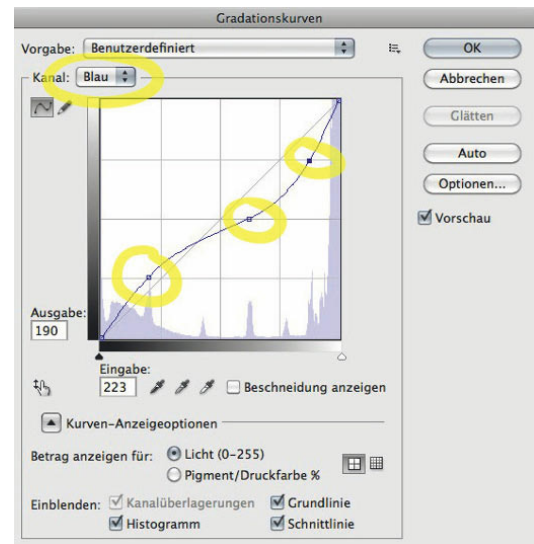 Gradationskurven
Vorgabe: Benutzerdefiniert OK
Kanal: Blau Abbrechen
Glätten
Auto
Optionen...
Vorschau
Ausgabe:
190
Eingabe:
223 Beschneidung anzeigen
Kurven-Anzeigeoptionen
Betrag anzeigen für: Licht (0-255)
Pigment/Druckfarbe %
Einblenden: Kanalüberlagerungen Grundlinie
Histogramm Schnittlinie